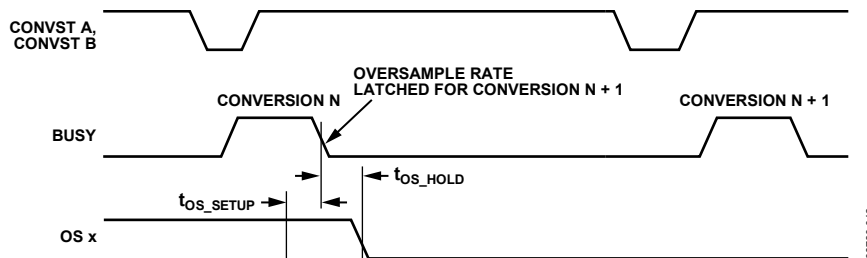 CONVST A,
CONVST B
OVERSAMPLE RATE
LATCHED FOR CONVERSION N + 1
CONVERSION N
CONVERSION N + 1
BUSY
tOS_HOLD
tOS_SETUP
OS x